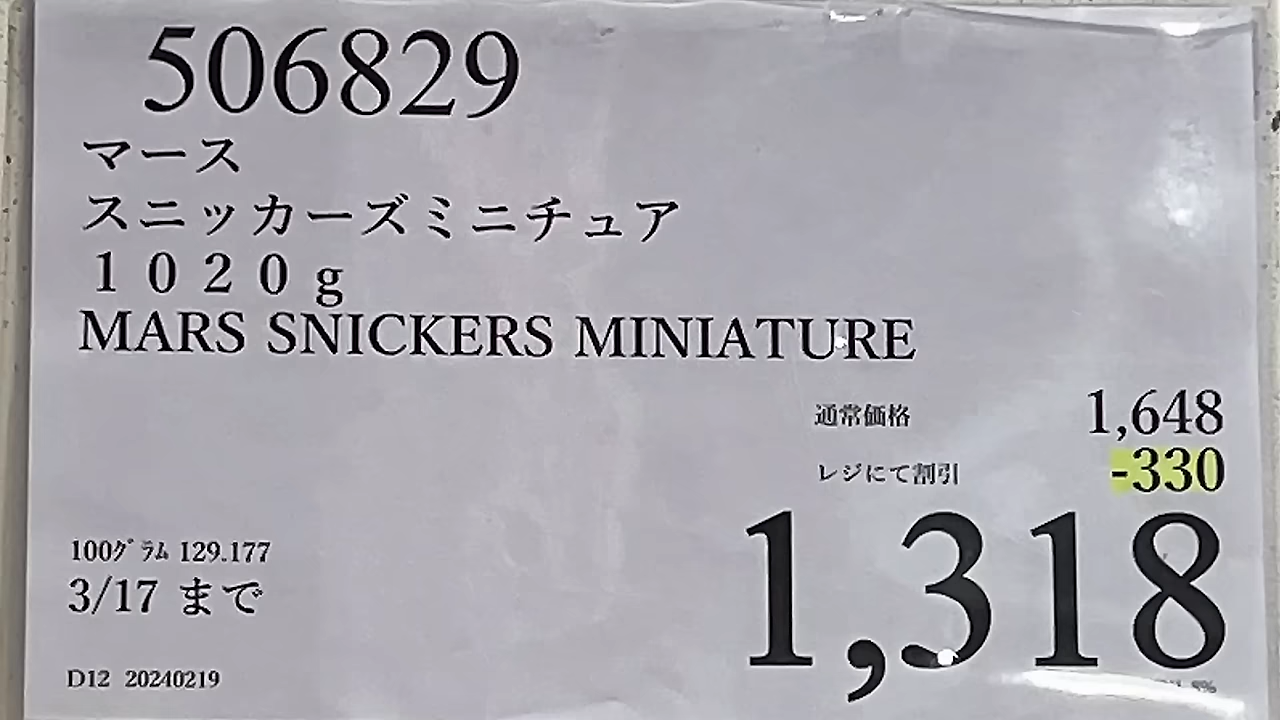 506829
マース
スニッカーズミニチュア
１０２０ｇ
MARS SNICKERS MINIATURE
通常価格 1,648
レジにて割引 -330
1,318
100ｸﾞﾗﾑ 129.177
3/17 まで
D12 20240219